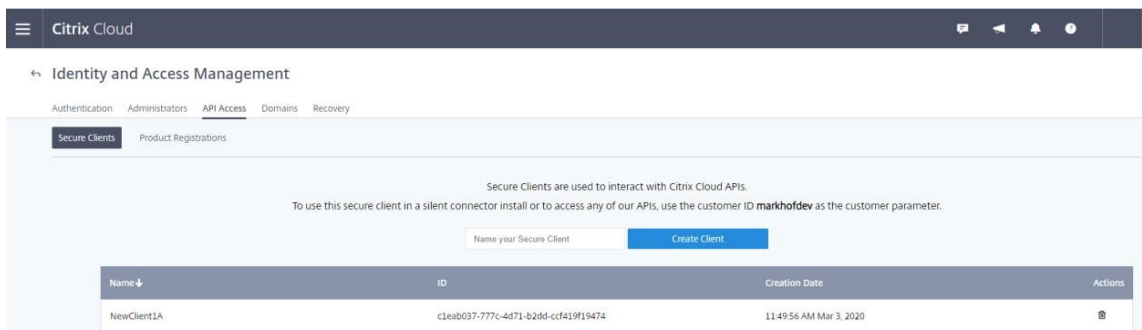 Citrix Cloud
Identity and Access Management
Authentication Administrators API Access Domains Recovery
Secure Clients Product Registrations
Secure Clients are used to interact with Citrix Cloud APIs.
To use this secure client in a silent connector install or to access any of our APIs, use the customer ID markhofdev as the customer parameter.
Name your Secure Client Create Client
Name ID Creation Date Actions
NewClient1A c1eab037-777c-4d71-b2dd-ccf419f19474 11:49:56 AM Mar 3, 2020